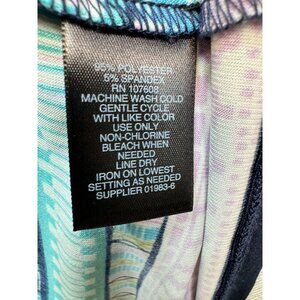 95% POLYESTER
5% SPANDEX
RN 107608
MACHINE WASH COLD
GENTLE CYCLE
WITH LIKE COLOR
USE ONLY
NON-CHLORINE
BLEACH WHEN
NEEDED
LINE DRY
IRON ON LOWEST
SETTING AS NEEDED
SUPPLIER 01983-6